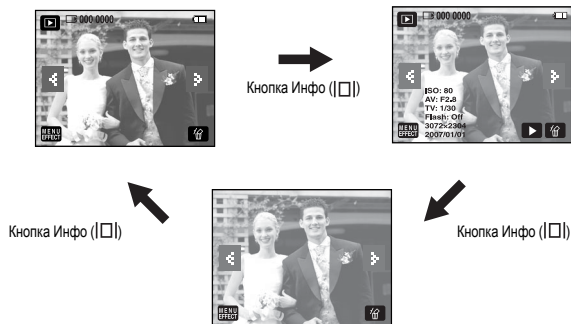 000 0000
MENU
EFFECT
Кнопка Инфо (|□|)
000 0000
ISO: 80
AV: F2.8
TV: 1/30
Flash: Off
3072×2304
2007/01/01
MENU
EFFECT
Кнопка Инфо (|□|)
MENU
EFFECT
Кнопка Инфо (|□|)